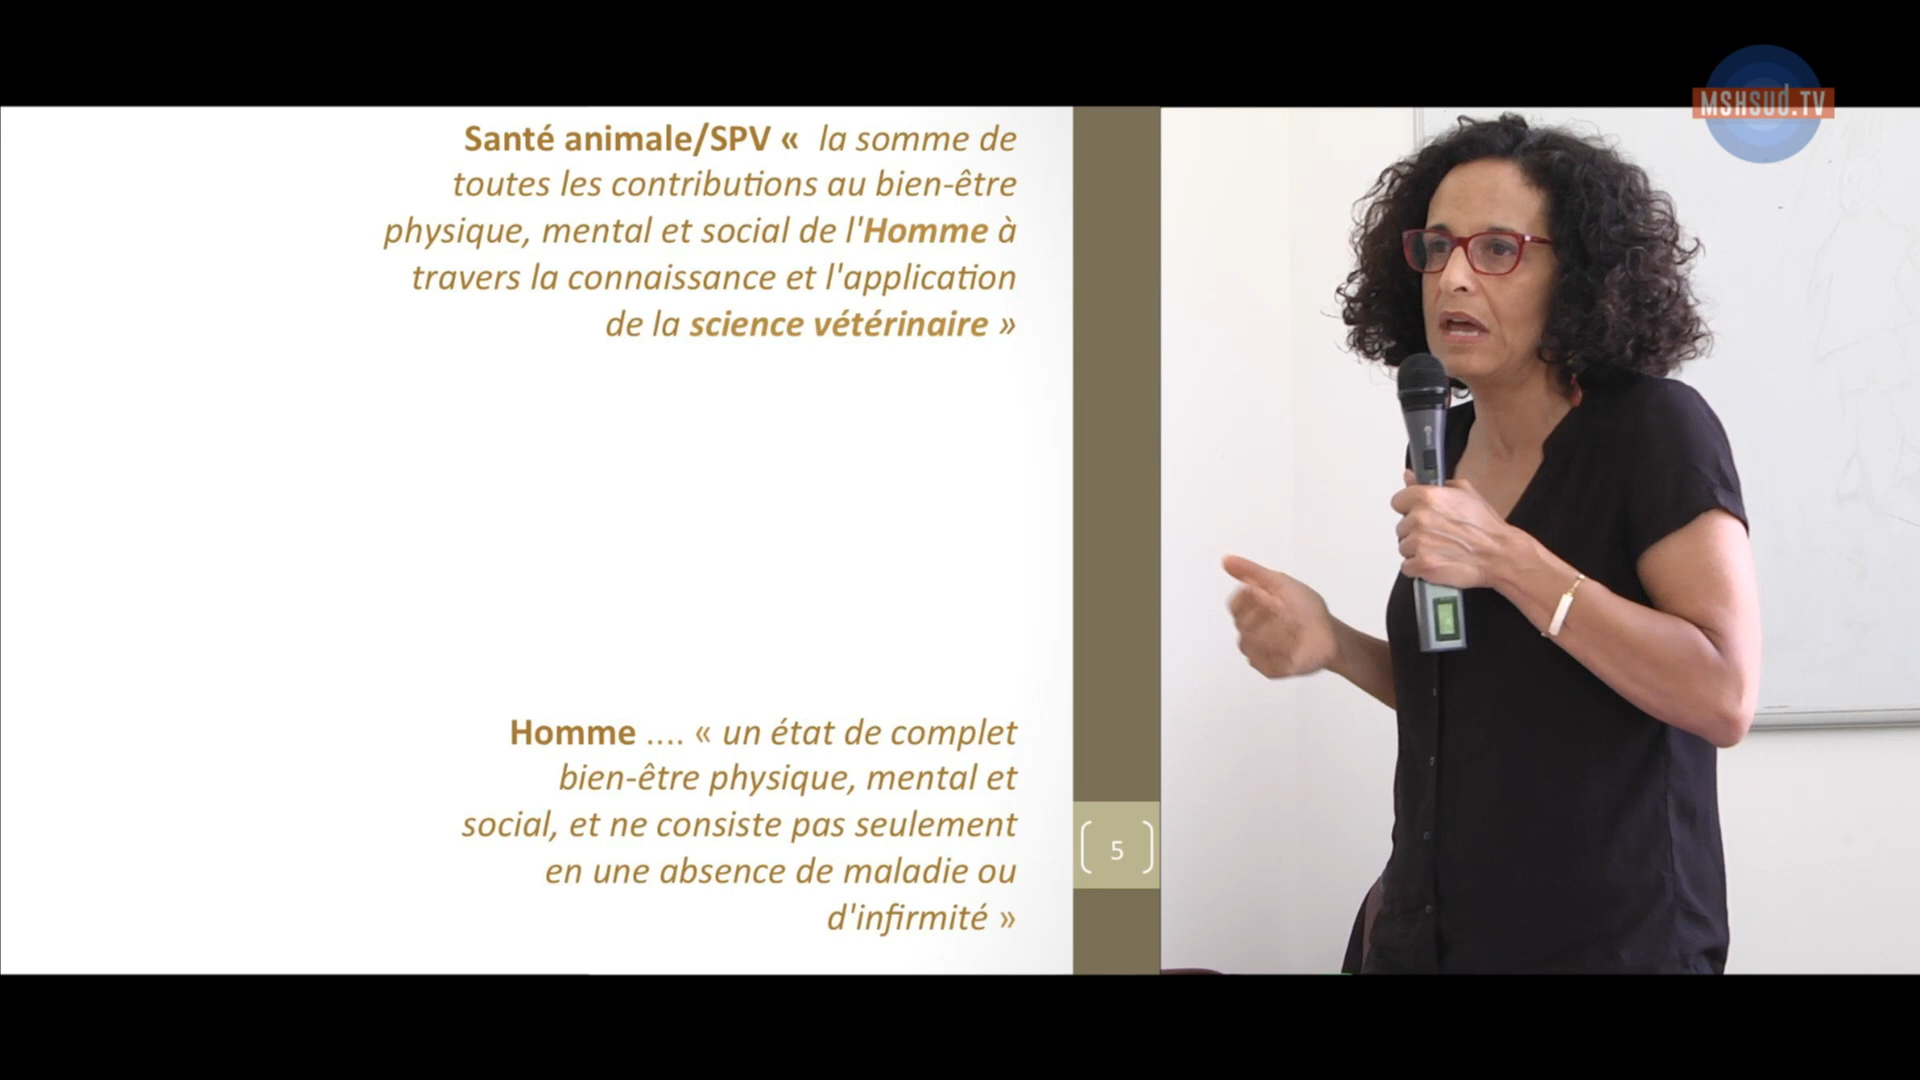 MSHSUD.TV
Santé animale/SPV « la somme de
toutes les contributions au bien-être
physique, mental et social de l'Homme à
travers la connaissance et l'application
de la science vétérinaire »
Homme .... « un état de complet
bien-être physique, mental et
social, et ne consiste pas seulement
en une absence de maladie ou
d'infirmité »
5